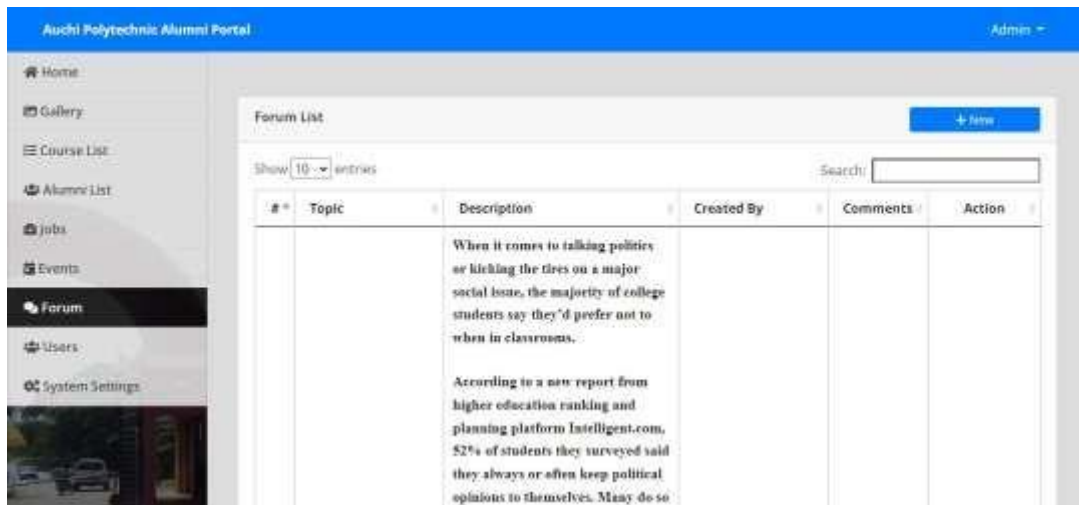 Auchi Polytechnic Alumni Portal
Admin
Home
Gallery
Course List
Alumni List
Jobs
Events
Forum
Users
System Settings
Forum List
+ New
Show 10 entries
Search:
# Topic Description Created By Comments Action
When it comes to talking politics
or kicking the tires on a major
social issue, the majority of college
students say they'd prefer not to
when in classrooms.
According to a new report from
higher education ranking and
planning platform Intelligent.com,
52% of students they surveyed said
they always or often keep political
opinions to themselves. Many do so